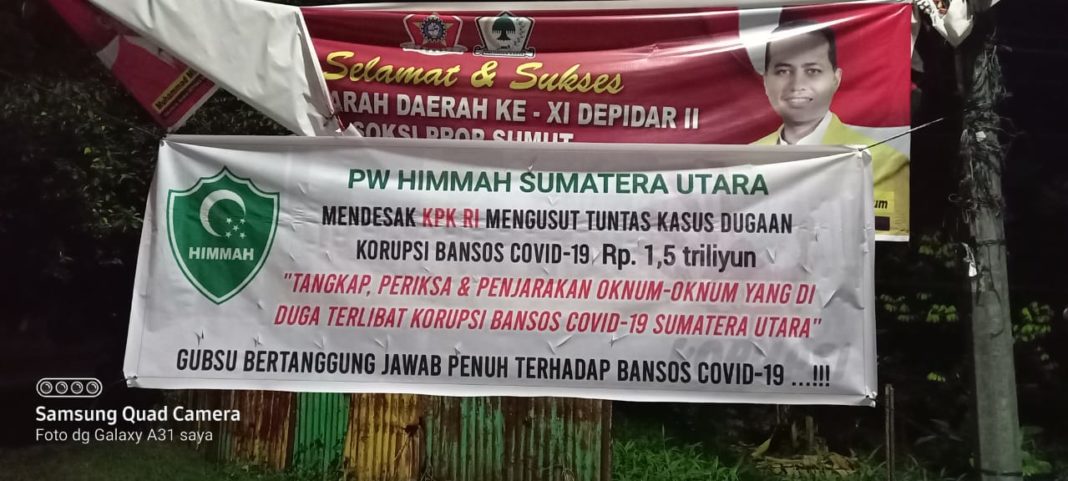 Selamat & Sukses
ARAH DAERAH KE - XI DEPIDAR II
SOKSI PROP SUMUT
PW HIMMAH SUMATERA UTARA
HIMMAH
MENDESAK KPK RI MENGUSUT TUNTAS KASUS DUGAAN
KORUPSI BANSOS COVID-19 Rp. 1,5 triliyun
"TANGKAP, PERIKSA & PENJARAKAN OKNUM-OKNUM YANG DI
DUGA TERLIBAT KORUPSI BANSOS COVID-19 SUMATERA UTARA"
GUBSU BERTANGGUNG JAWAB PENUH TERHADAP BANSOS COVID-19 ...!!!
Samsung Quad Camera
Foto dg Galaxy A31 saya